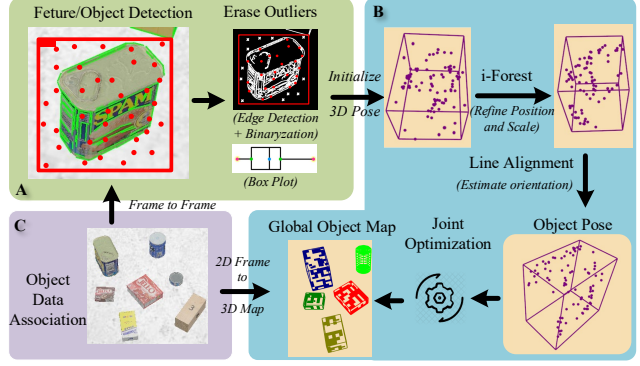 Feture/Object Detection
Erase Outliers
SPAM
(Edge Detection
+ Binaryzation)
(Box Plot)
A
Initialize
3D Pose
B
i-Forest
(Refine Position
and Scale)
Line Alignment
(Estimate orientation)
Object Pose
Joint
Optimization
Global Object Map
Frame to Frame
C
Object
Data
Association
2D Frame
to
3D Map